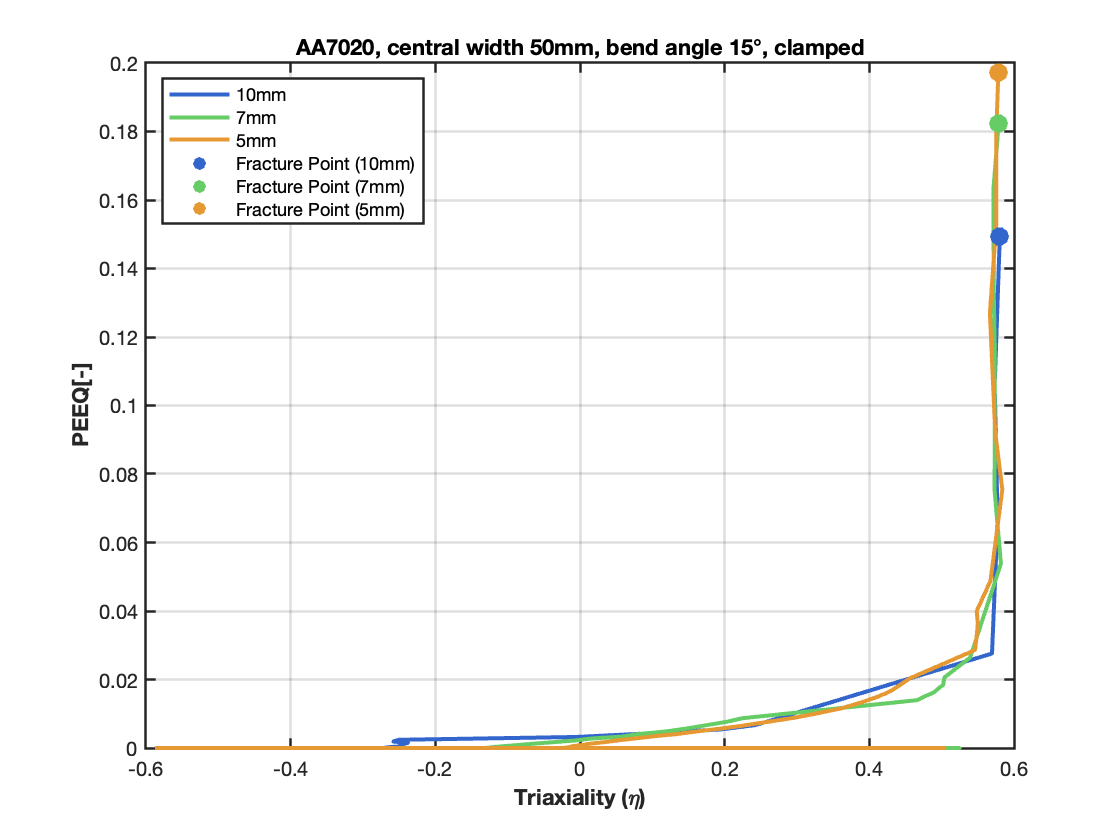 AA7020, central width 50mm, bend angle 15°, clamped
0.2
0.18
0.16
0.14
0.12
0.1
0.08
0.06
0.04
0.02
0
PEEQ[-]
10mm
7mm
5mm
Fracture Point (10mm)
Fracture Point (7mm)
Fracture Point (5mm)
-0.6 -0.4 -0.2 0 0.2 0.4 0.6
Triaxiality (η)